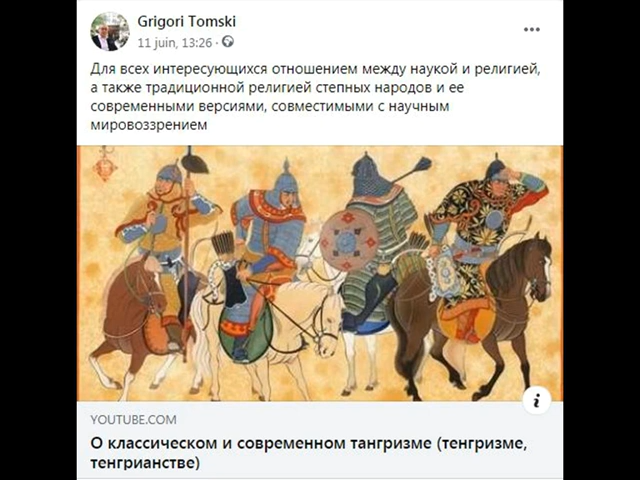 Grigori Tomski
11 juin, 13:26 ·
Для всех интересующихся отношением между наукой и религией,
а также традиционной религией степных народов и ее
современными версиями, совместимыми с научным
мировоззрением
YOUTUBE.COM
О классическом и современном тангризме (тенгризме,
тенгрианстве)